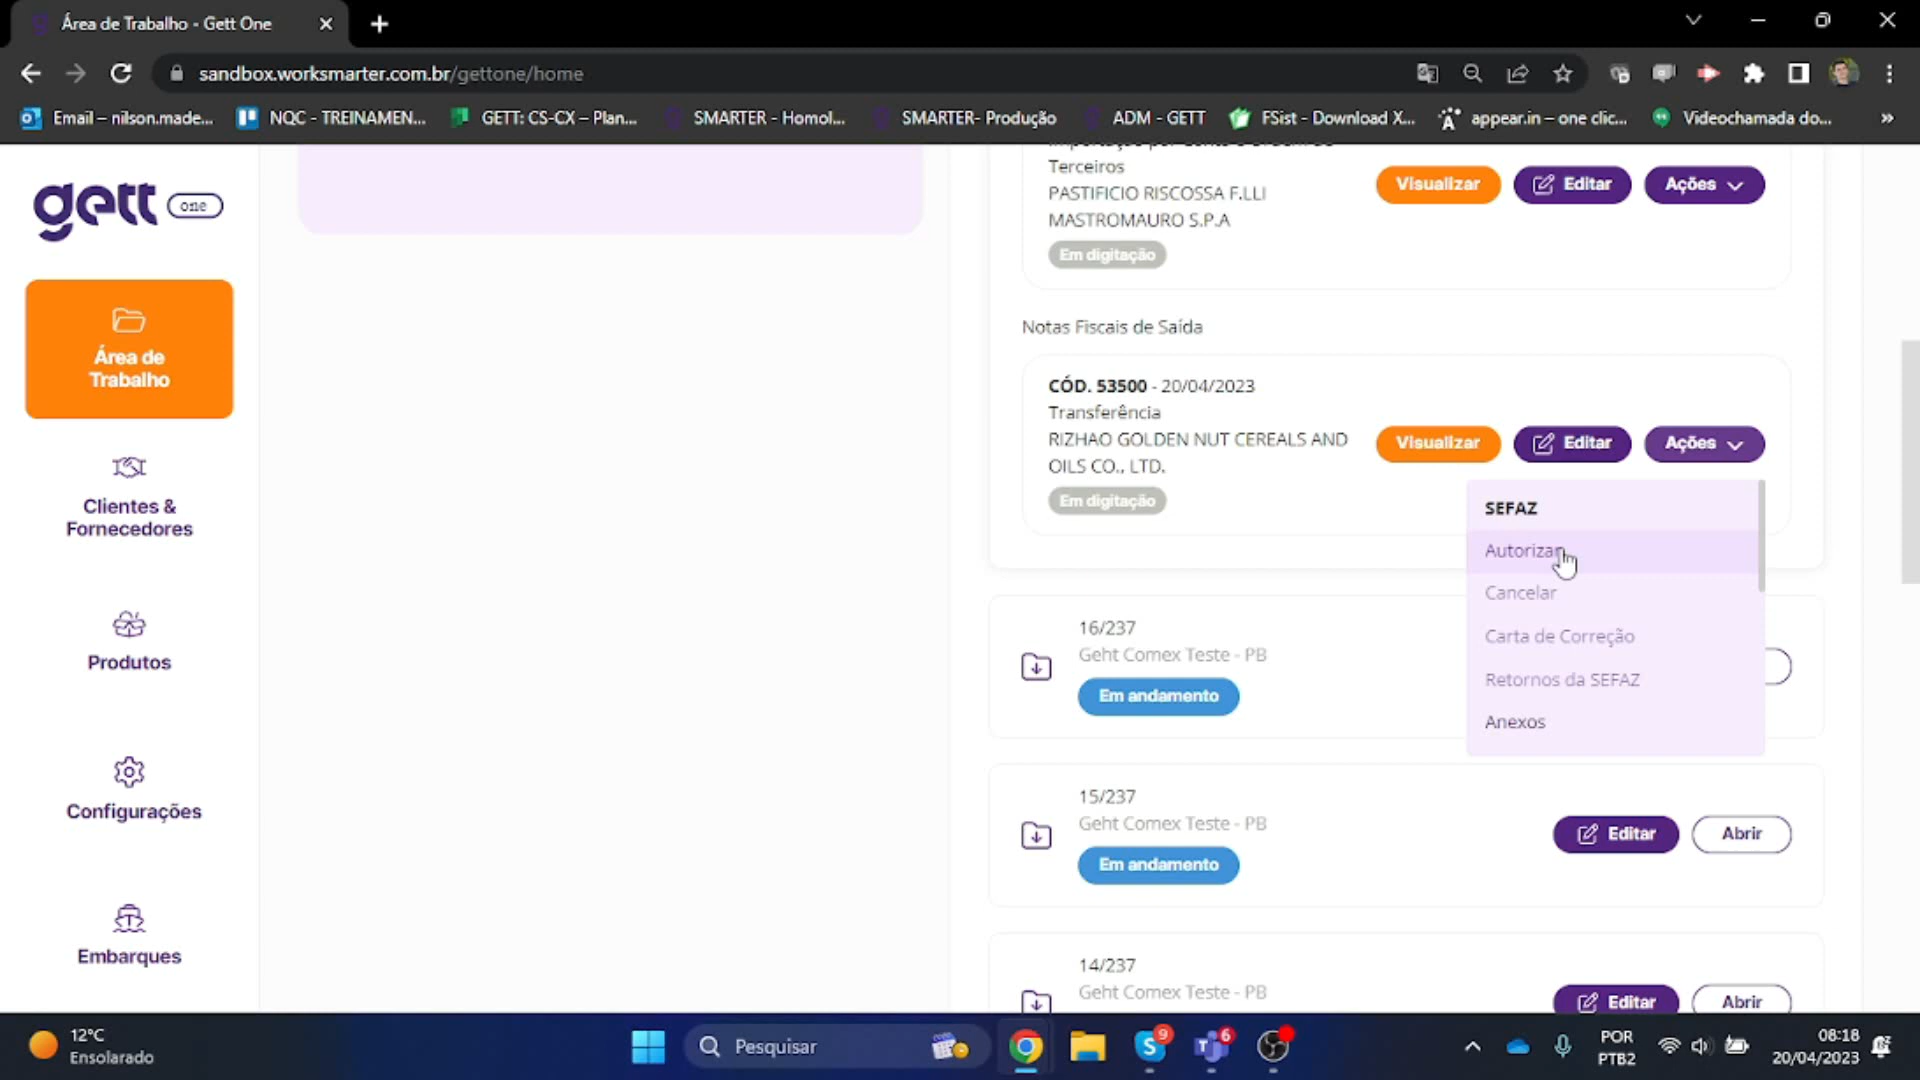 Área de Trabalho - Gett One
sandbox.worksmarter.com.br/gettone/home
Email – nilson.made...
NQC - TREINAMEN...
GETT: CS-CX – Plan...
SMARTER - Homol...
SMARTER- Produção
ADM - GETT
FSist - Download X...
appear.in – one clic...
Videochamada do...
»
gett one
Área de
Trabalho
Clientes &
Fornecedores
Produtos
Configurações
Embarques
Terceiros
PASTIFICIO RISCOSSA F.LLI
MASTROMAURO S.P.A
Em digitação
Visualizar
Editar
Ações
Notas Fiscais de Saída
CÓD. 53500 - 20/04/2023
Transferência
RIZHAO GOLDEN NUT CEREALS AND
OILS CO., LTD.
Em digitação
Visualizar
Editar
Ações
SEFAZ
Autorizar
Cancelar
Carta de Correção
Retornos da SEFAZ
Anexos
16/237
Geht Comex Teste - PB
Em andamento
15/237
Geht Comex Teste - PB
Em andamento
Editar
Abrir
14/237
Geht Comex Teste - PB
Editar
Abrir
12°C
Ensolarado
Pesquisar
9
6
POR
PTB2
08:18
20/04/2023